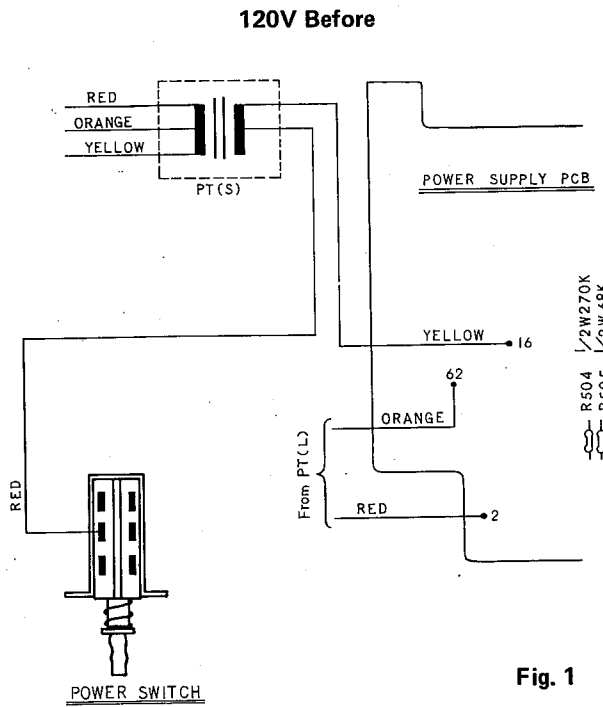 120V Before
RED
ORANGE
YELLOW
PT(S)
POWER SUPPLY PCB
YELLOW
16
62
ORANGE
From PT(L)
RED
2
RED
R504 1/2W270K
POWER SWITCH
Fig. 1